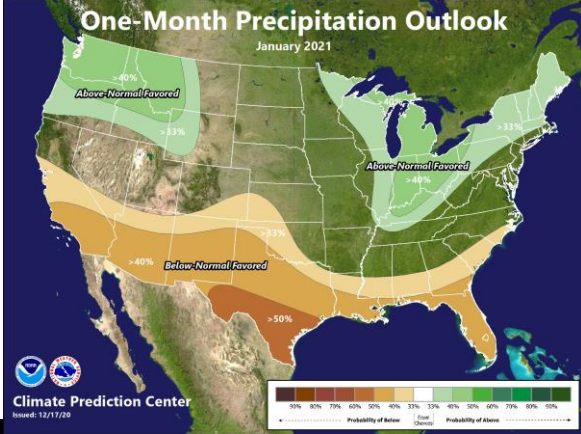 One-Month Precipitation Outlook
January 2021
>40%
Above-Normal Favored
>33%
>40%
>33%
Above-Normal Favored
>40%
>33%
>40%
Below-Normal Favored
>50%
Climate Prediction Center
Issued: 12/17/20
90% 80% 70% 60% 50% 40% 33% 33% 40% 50% 60% 70% 80% 90%
Probability of Below
Equal
Chances
Probability of Above